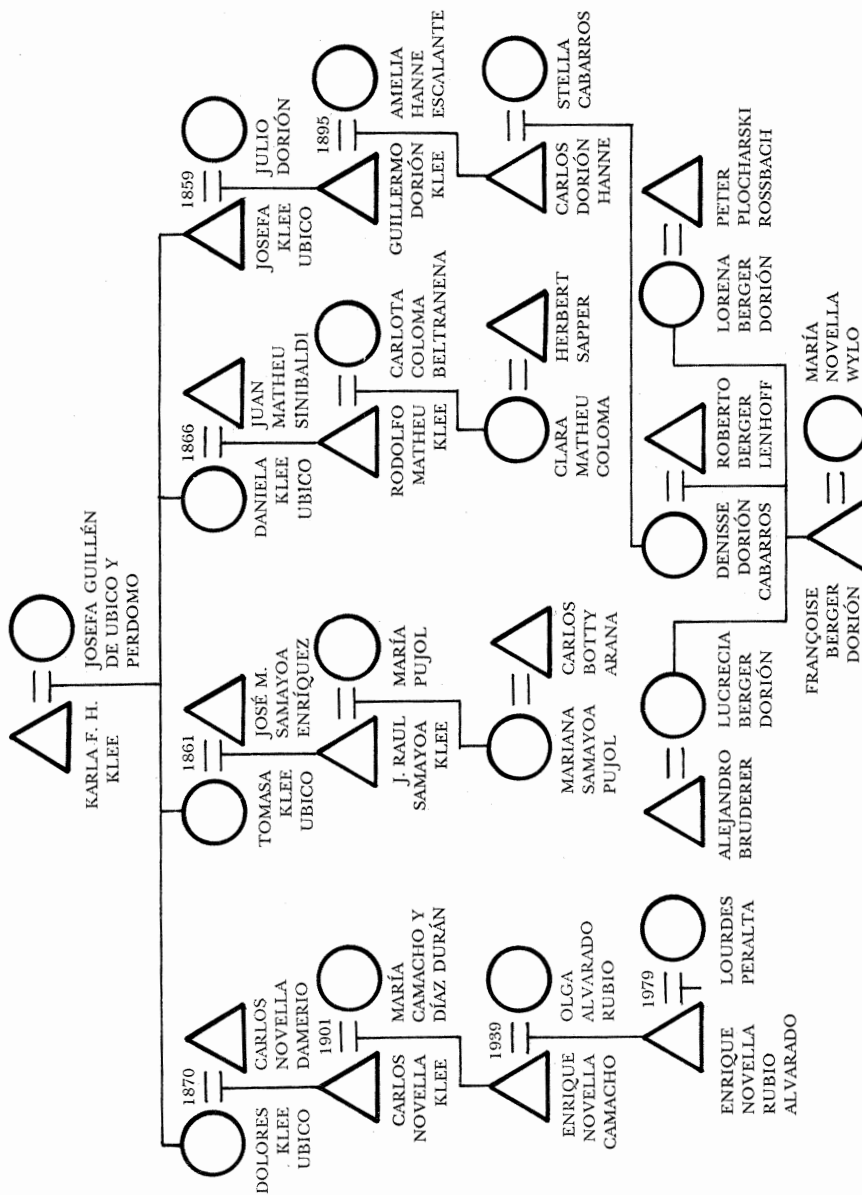 KARLA F. H.
KLEE
JOSEFA GUILLÉN
DE UBICO Y
PERDOMO
1870
DOLORES
KLEE
UBICO
CARLOS
NOVELLA
DAMERIO
1861
TOMASA
KLEE
UBICO
JOSÉ M.
SAMAYOA
ENRÍQUEZ
1866
DANIELA
KLEE
UBICO
JUAN
MATHEU
SINIBALDI
1859
JOSEFA
KLEE
UBICO
JULIO
DORIÓN
1901
CARLOS
NOVELLA
KLEE
MARÍA
CAMACHO Y
DÍAZ DURÁN
J. RAUL
SAMAYOA
KLEE
MARÍA
PUJOL
RODOLFO
MATHEU
KLEE
CARLOTA
COLOMA
BELTRANENA
1895
GUILLERMO
DORIÓN
KLEE
AMELIA
HANNE
ESCALANTE
1939
ENRIQUE
NOVELLA
CAMACHO
OLGA
ALVARADO
RUBIO
MARIANA
SAMAYOA
PUJOL
CARLOS
BOTTY
ARANA
CLARA
MATHEU
COLOMA
HERBERT
SAPPER
CARLOS
DORIÓN
HANNE
STELLA
CABARROS
1979
ENRIQUE
NOVELLA
RUBIO
ALVARADO
LOURDES
PERALTA
ALEJANDRO
BRUDERER
LUCRECIA
BERGER
DORIÓN
DENISSE
DORIÓN
CABARROS
ROBERTO
BERGER
LENHOFF
LORENA
BERGER
DORIÓN
PETER
PLOCHARSKI
ROSSBACH
FRANÇOISE
BERGER
DORIÓN
MARÍA
NOVELLA
WYLO